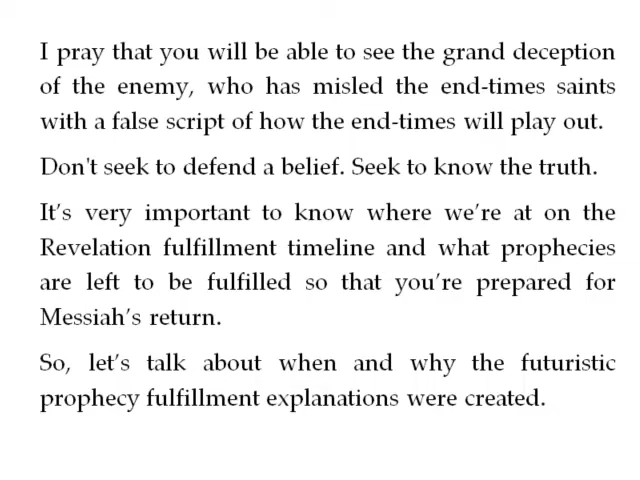 I pray that you will be able to see the grand deception
of the enemy, who has misled the end-times saints
with a false script of how the end-times will play out.
Don't seek to defend a belief. Seek to know the truth.
It’s very important to know where we’re at on the
Revelation fulfillment timeline and what prophecies
are left to be fulfilled so that you’re prepared for
Messiah’s return.
So, let’s talk about when and why the futuristic
prophecy fulfillment explanations were created.